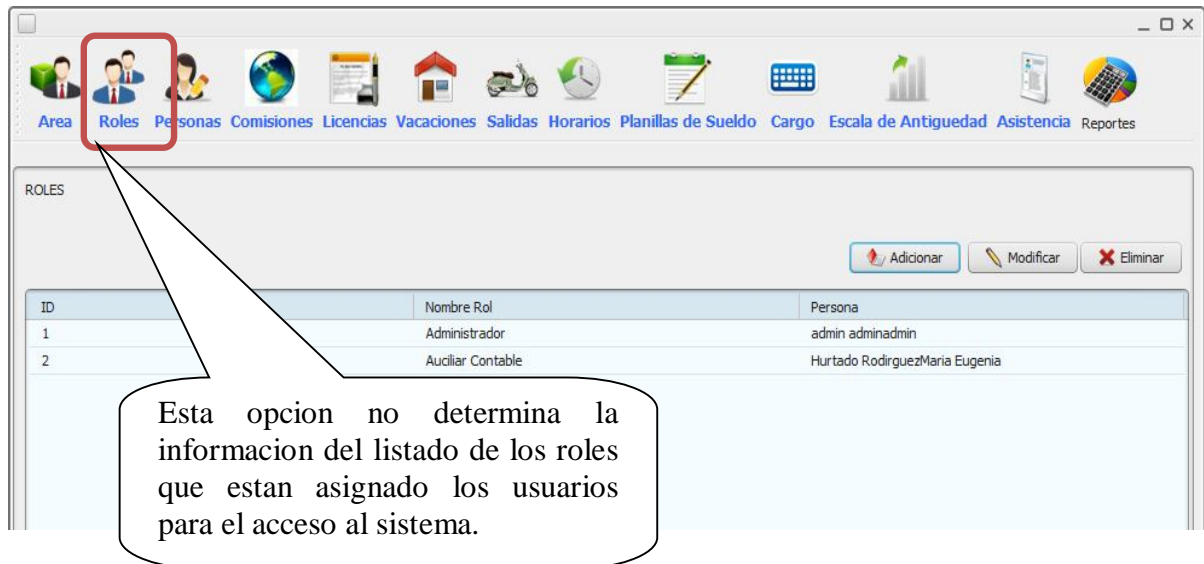 Area Roles Personas Comisiones Licencias Vacaciones Salidas Horarios Planillas de Sueldo Cargo Escala de Antiguedad Asistencia Reportes
ROLES
Adicionar Modificar Eliminar
ID Nombre Rol Persona
1 Administrador admin adminadmin
2 Auciliar Contable Hurtado RodirguezMaria Eugenia
Esta opcion no determina la
informacion del listado de los roles
que estan asignado los usuarios
para el acceso al sistema.